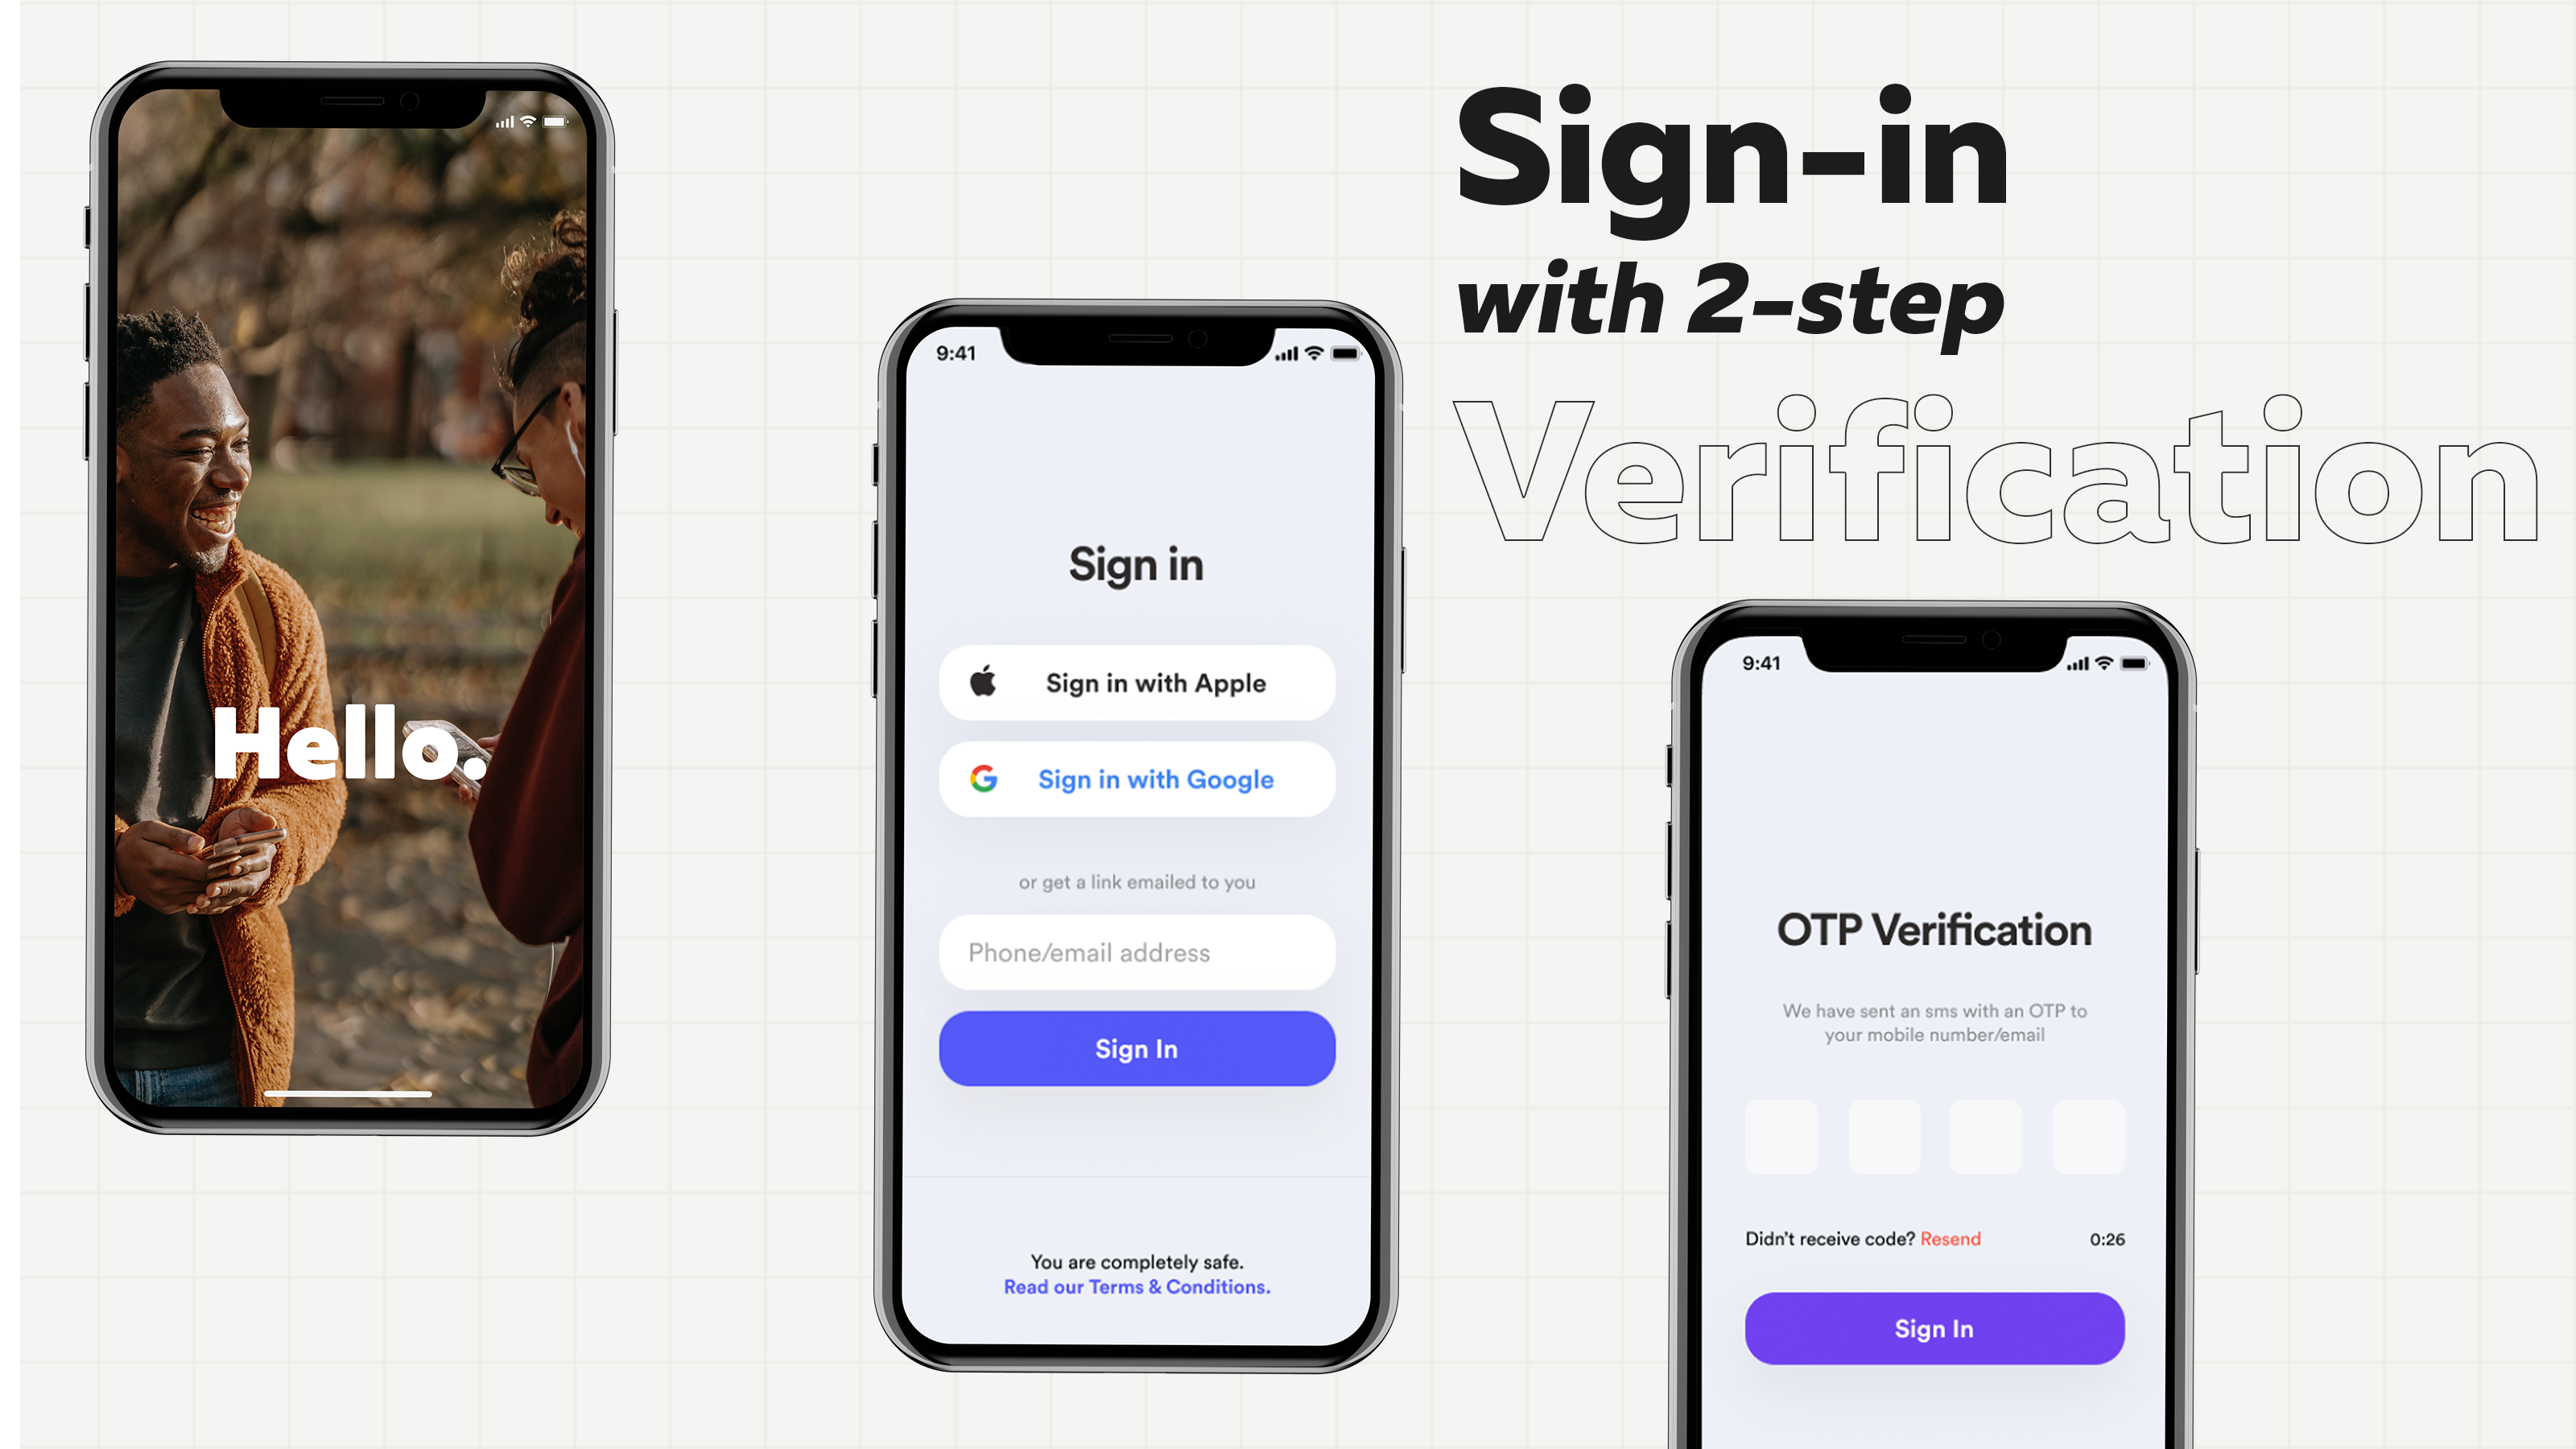 Hello.
9:41
Sign in
Sign in with Apple
Sign in with Google
or get a link emailed to you
Phone/email address
Sign In
You are completely safe.
Read our Terms & Conditions.
Sign-in
with 2-step
Verification
9:41
OTP Verification
We have sent an sms with an OTP to
your mobile number/email
Didn't receive code? Resend 0:26
Sign In